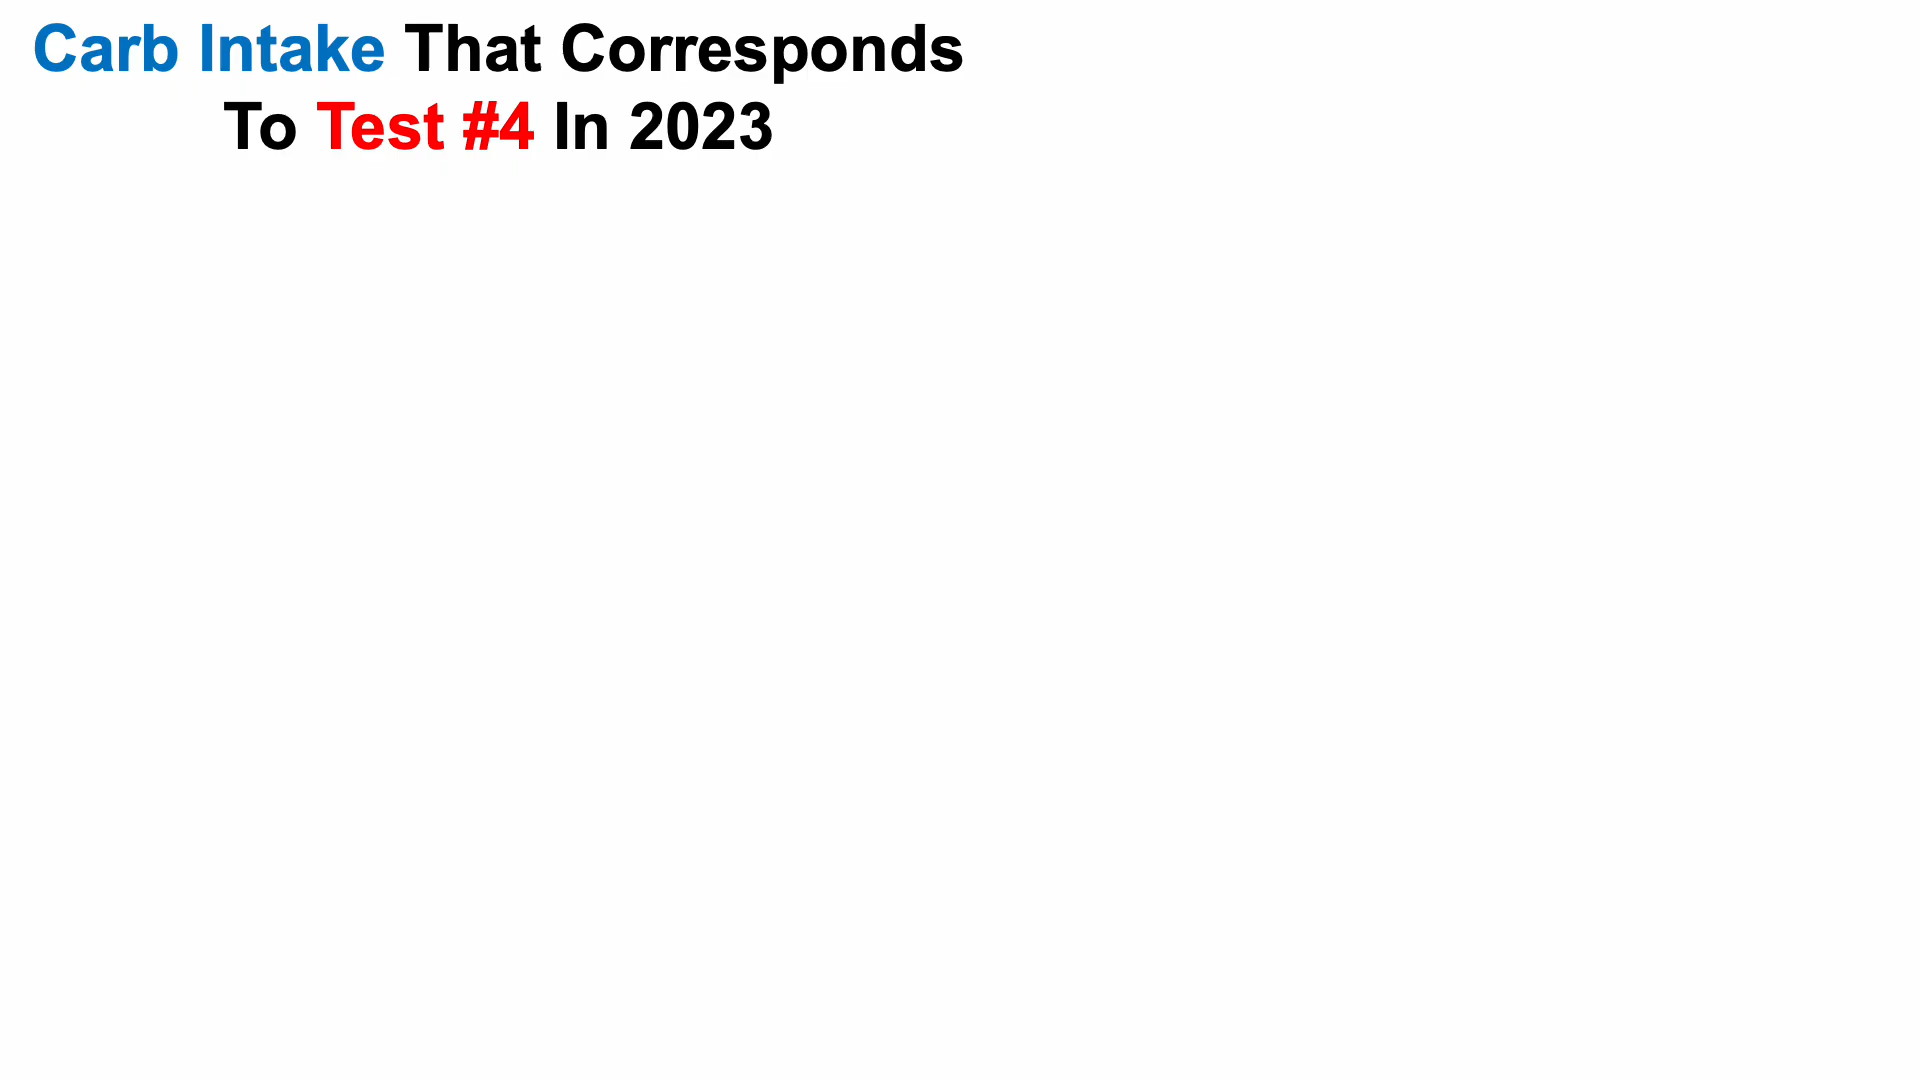 Carb Intake That Corresponds
To Test #4 In 2023